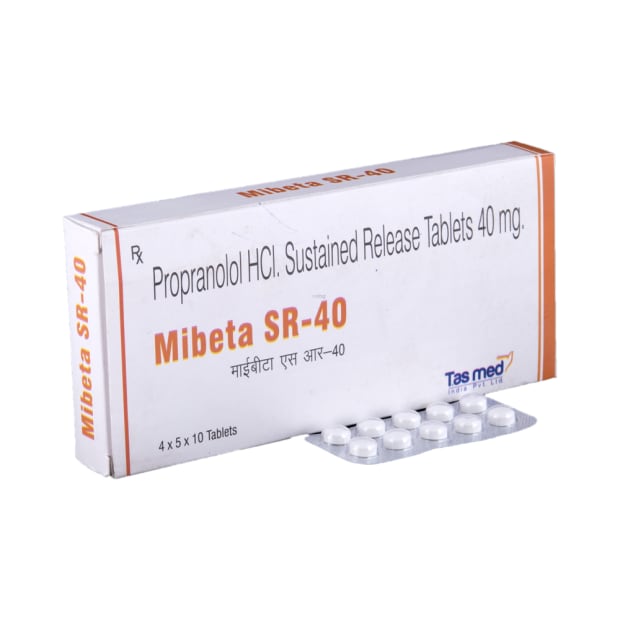 Mibeta SR-40
Rx
Propranolol HCl. Sustained Release Tablets 40 mg.
Mibeta SR-40
माईबीटा एस आर–40
4 x 5 x 10 Tablets
Tas med
India Pvt. Ltd.
Mibeta SR-40